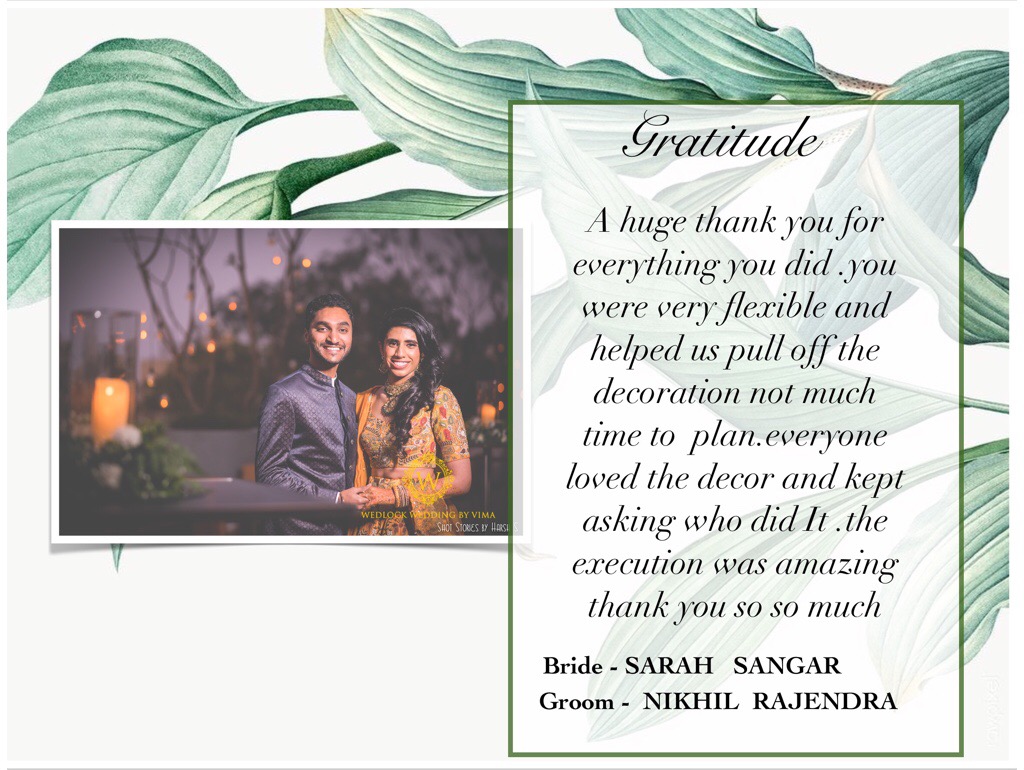 Gratitude
A huge thank you for
everything you did .you
were very flexible and
helped us pull off the
decoration not much
time to plan.everyone
loved the decor and kept
asking who did It .the
execution was amazing
thank you so so much
Bride - SARAH SANGAR
Groom - NIKHIL RAJENDRA
W
WEDLOCK WEDDING BY VIMA
SHOT STORIES BY